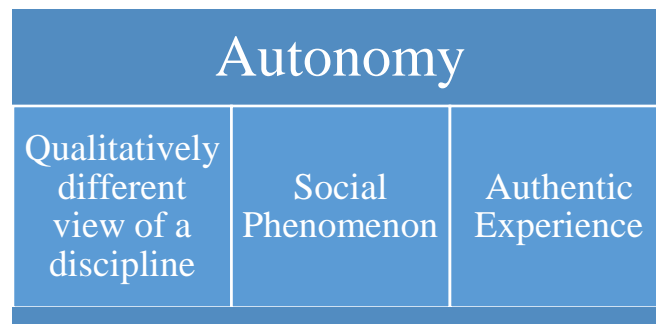 Autonomy
Qualitatively
different
view of a
discipline
Social
Phenomenon
Authentic
Experience